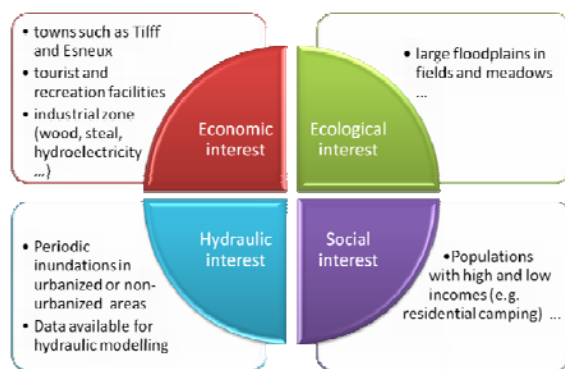 • towns such as Tilff
and Esneux
• tourist and
recreation facilities
• industrial zone
(wood, steal,
hydroelectricity
...)
Economic
interest
Ecological
interest
• large floodplains in
fields and meadows
...
Hydraulic
interest
Social
interest
• Periodic
inundations in
urbanized or non-
urbanized areas
• Data available for
hydraulic modelling
•Populations
with high and low
incomes (e.g.
residential camping) ...